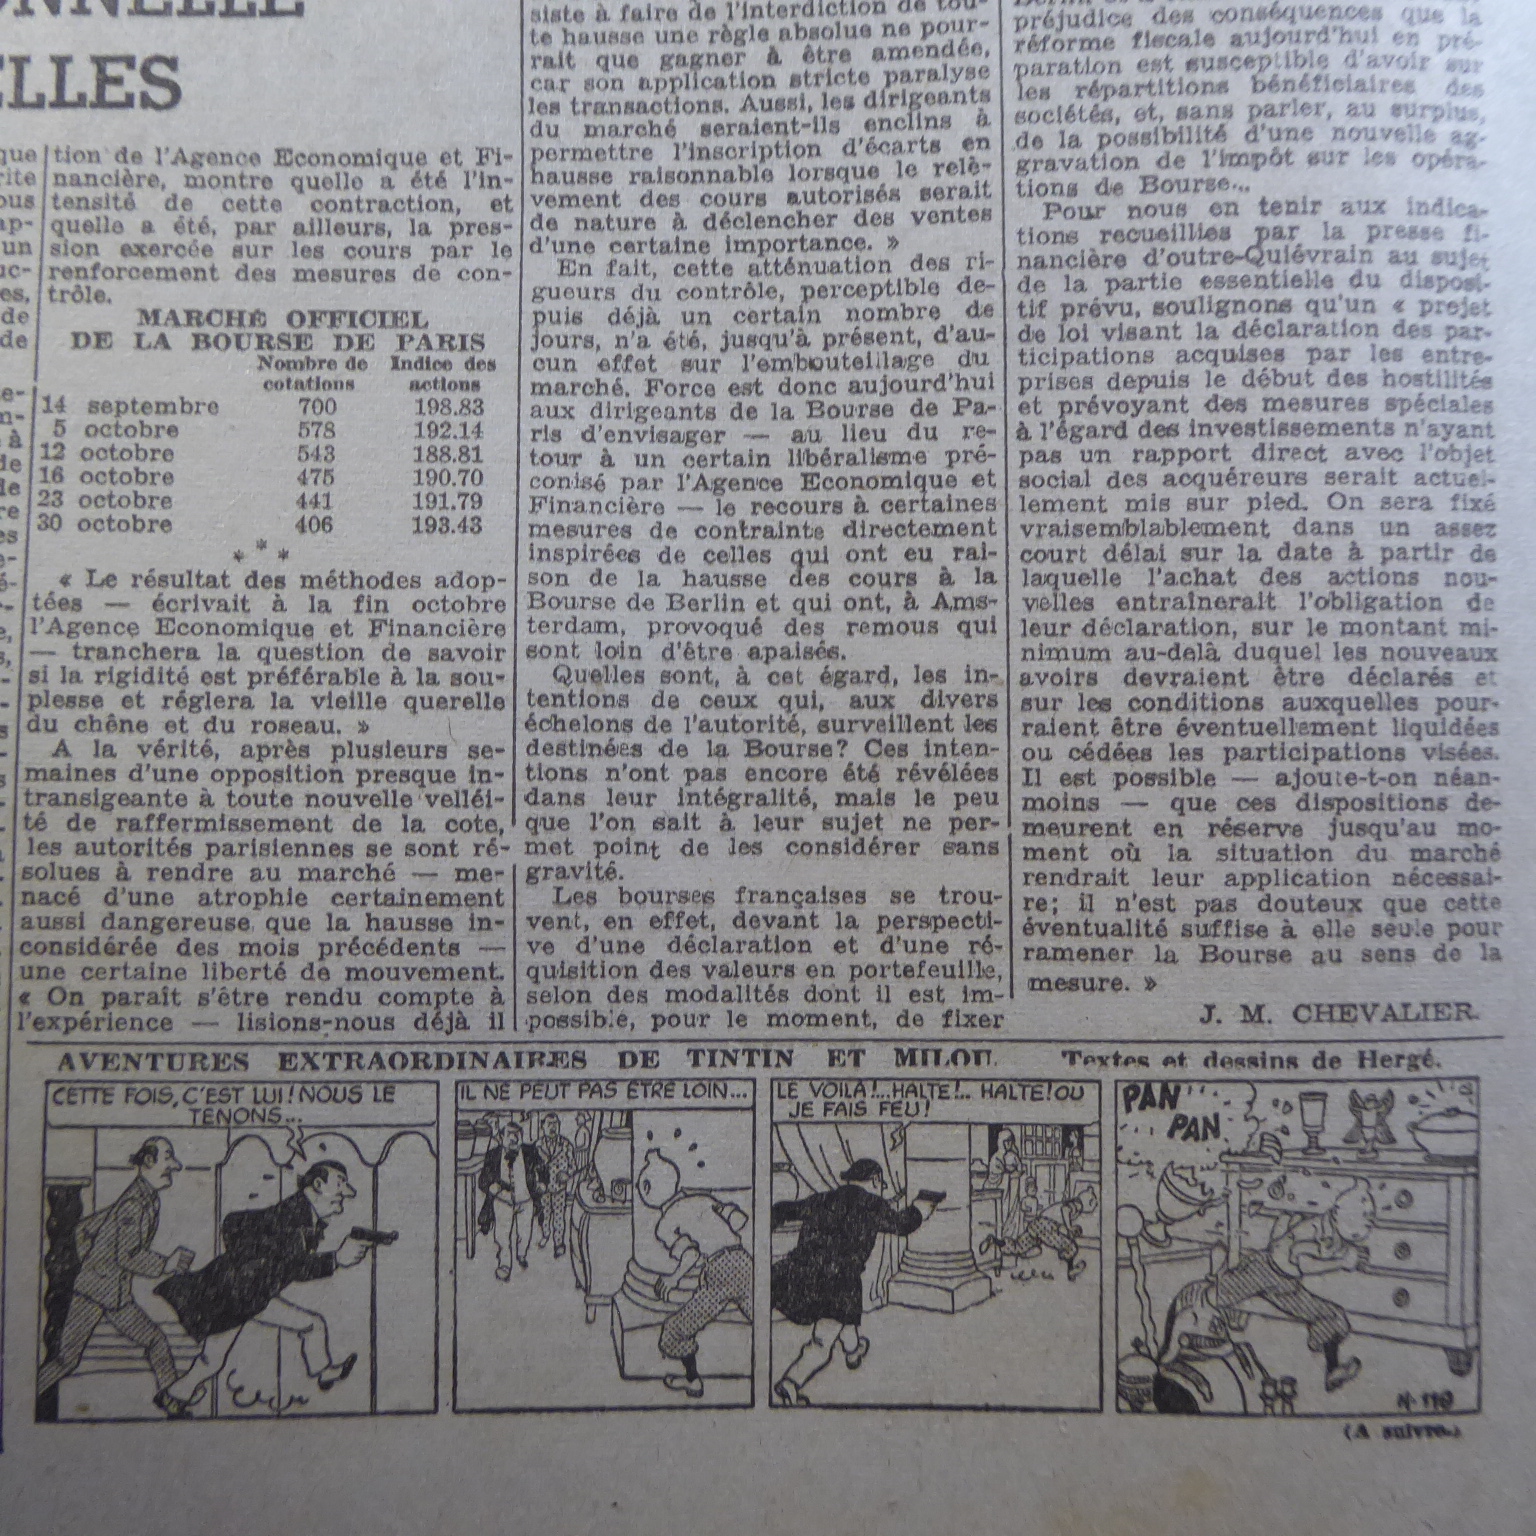 ONNELLE
ELLES
que
rite
ous
ap-
un
uc-
es,
de
de
tion de l'Agence Economique et Fi-
nancière, montre quelle a été l'in-
tensité de cette contraction, et
quelle a été, par ailleurs, la pres-
sion exercée sur les cours par le
renforcement des mesures de con-
trôle.
MARCHÉ OFFICIEL
DE LA BOURSE DE PARIS
Nombre de cotations Indice des actions
14 septembre 700 198.83
5 octobre 578 192.14
12 octobre 543 188.81
16 octobre 475 190.70
23 octobre 441 191.79
30 octobre 406 193.43
* * *
« Le résultat des méthodes adop-
tées — écrivait à la fin octobre
l'Agence Economique et Financière
— tranchera la question de savoir
si la rigidité est préférable à la sou-
plesse et réglera la vieille querelle
du chêne et du roseau. »
A la vérité, après plusieurs se-
maines d'une opposition presque in-
transigeante à toute nouvelle velléi-
té de raffermissement de la cote,
les autorités parisiennes se sont ré-
solues à rendre au marché — me-
nacé d'une atrophie certainement
aussi dangereuse que la hausse in-
considérée des mois précédents —
une certaine liberté de mouvement.
« On paraît s'être rendu compte à
l'expérience — lisions-nous déjà il
siste à faire de l'interdiction de tou-
te hausse une règle absolue ne pour-
rait que gagner à être amendée,
car son application stricte paralyse
les transactions. Aussi, les dirigeants
du marché seraient-ils enclins à
permettre l'inscription d'écarts en
hausse raisonnable lorsque le relè-
vement des cours autorisés serait
de nature à déclencher des ventes
d'une certaine importance. »
En fait, cette atténuation des ri-
gueurs du contrôle, perceptible de-
puis déjà un certain nombre de
jours, n'a été, jusqu'à présent, d'au-
cun effet sur l'embouteillage du
marché. Force est donc aujourd'hui
aux dirigeants de la Bourse de Pa-
ris d'envisager — au lieu du re-
tour à un certain libéralisme pré-
conisé par l'Agence Economique et
Financière — le recours à certaines
mesures de contrainte directement
inspirées de celles qui ont eu rai-
son de la hausse des cours à la
Bourse de Berlin et qui ont, à Ams-
terdam, provoqué des remous qui
sont loin d'être apaisés.
Quelles sont, à cet égard, les in-
tentions de ceux qui, aux divers
échelons de l'autorité, surveillent les
destinées de la Bourse? Ces inten-
tions n'ont pas encore été révélées
dans leur intégralité, mais le peu
que l'on sait à leur sujet ne per-
met point de les considérer sans
gravité.
Les bourses françaises se trou-
vent, en effet, devant la perspecti-
ve d'une déclaration et d'une ré-
quisition des valeurs en portefeuille,
selon des modalités dont il est im-
possible, pour le moment, de fixer
préjudice des conséquences que la
réforme fiscale aujourd'hui en pré-
paration est susceptible d'avoir sur
les répartitions bénéficiaires des
sociétés, et, sans parler, au surplus,
de la possibilité d'une nouvelle ag-
gravation de l'impôt sur les opéra-
tions de Bourse...
Pour nous en tenir aux indica-
tions recueillies par la presse fi-
nancière d'outre-Quiévrain au sujet
de la partie essentielle du disposi-
tif prévu, soulignons qu'un « projet
de loi visant la déclaration des par-
ticipations acquises par les entre-
prises depuis le début des hostilités
et prévoyant des mesures spéciales
à l'égard des investissements n'ayant
pas un rapport direct avec l'objet
social des acquéreurs serait actuel-
lement mis sur pied. On sera fixé
vraisemblablement dans un assez
court délai sur la date à partir de
laquelle l'achat des actions nou-
velles entraînerait l'obligation de
leur déclaration, sur le montant mi-
nimum au-delà duquel les nouveaux
avoirs devraient être déclarés et
sur les conditions auxquelles pour-
raient être éventuellement liquidées
ou cédées les participations visées.
Il est possible — ajoute-t-on néan-
moins — que ces dispositions de-
meurent en réserve jusqu'au mo-
ment où la situation du marché
rendrait leur application nécessai-
re; il n'est pas douteux que cette
éventualité suffise à elle seule pour
ramener la Bourse au sens de la
mesure. »
J. M. CHEVALIER.
AVENTURES EXTRAORDINAIRES DE TINTIN ET MILOU. Textes et dessins de Hergé.
CETTE FOIS, C'EST LUI! NOUS LE
TENONS...
IL NE PEUT PAS ETRE LOIN...
LE VOILÀ!...HALTE!... HALTE! OU
JE FAIS FEU!
PAN
PAN
N. 110
(A suivre.)